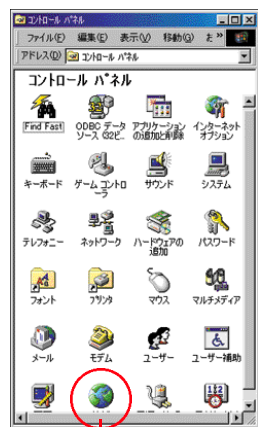 コントロール パネル
ファイル(F) 編集(E) 表示(V) 移動(G) お »
アドレス(D) コントロール パネル
コントロール パネル
Find Fast
ODBC データ ソース (32ビ...
アプリケーション の追加と削除
インターネット オプション
キーボード
ゲーム コントロ ーラ
サウンド
システム
テレフォニー
ネットワーク
ハードウェアの 追加
パスワード
フォント
プリンタ
マウス
マルチメディア
メール
モデム
ユーザー
ユーザー補助